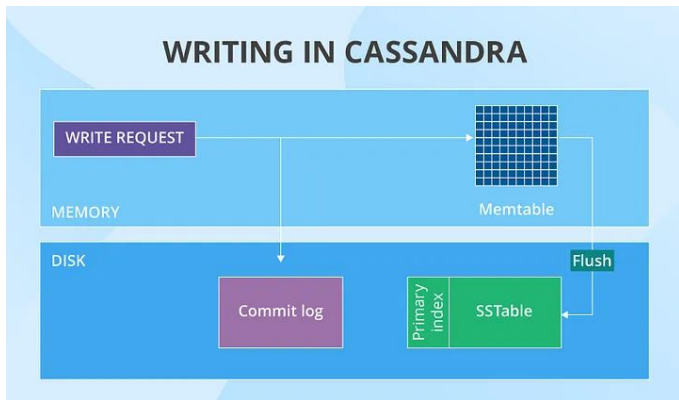 WRITING IN CASSANDRA
WRITE REQUEST
MEMORY
Memtable
DISK
Flush
Commit log
Primary
index
SSTable